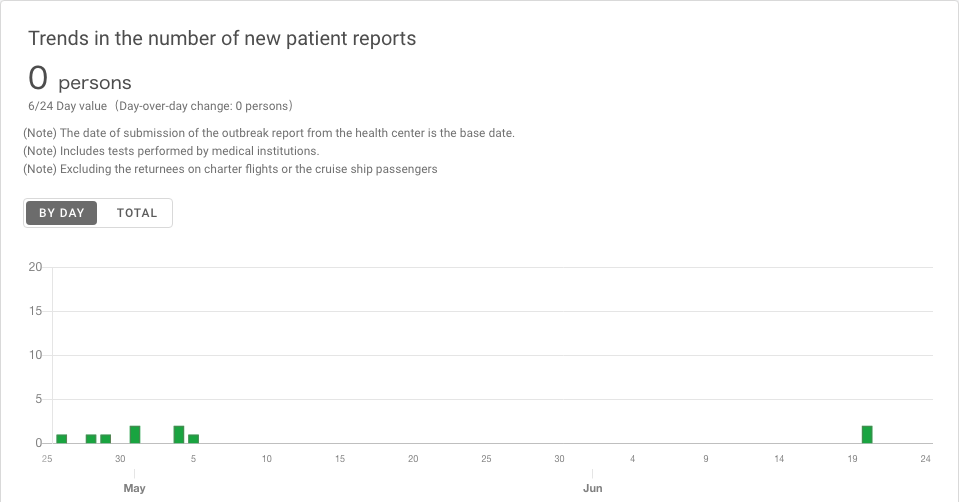 Trends in the number of new patient reports
0 persons
6/24 Day value（Day-over-day change: 0 persons）
(Note) The date of submission of the outbreak report from the health center is the base date.
(Note) Includes tests performed by medical institutions.
(Note) Excluding the returnees on charter flights or the cruise ship passengers
BY DAY TOTAL
20
15
10
5
0
25 30 5 10 15 20 25 30 4 9 14 19 24
May Jun